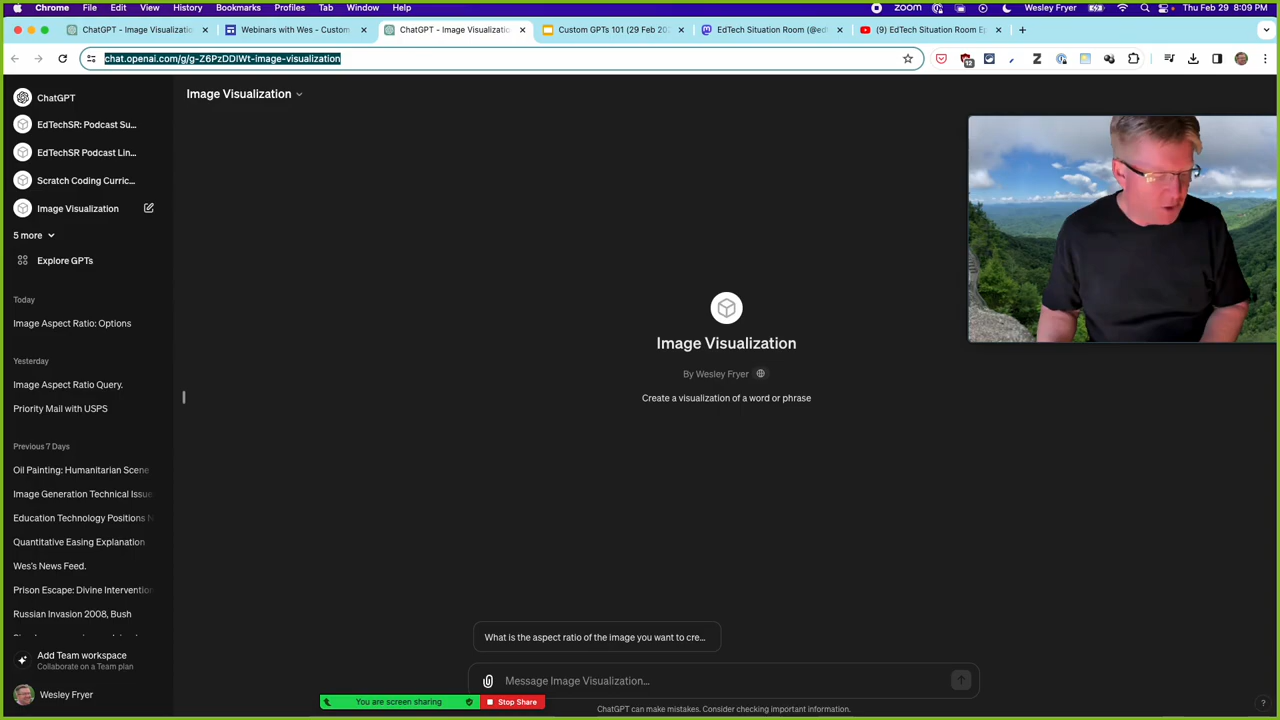 Chrome File Edit View History Bookmarks Profiles Tab Window Help zoom Wesley Fryer Thu Feb 29 8:09 PM
ChatGPT - Image Visualizatio
Webinars with Wes - Custom
ChatGPT - Image Visualizatio
Custom GPTs 101 (29 Feb 202
EdTech Situation Room (@edt
(9) EdTech Situation Room Ep
chat.openai.com/g/g-Z6PzDDIWt-image-visualization
12
ChatGPT
EdTechSR: Podcast Su...
EdTechSR Podcast Lin...
Scratch Coding Curric...
Image Visualization
5 more
Explore GPTs
Today
Image Aspect Ratio: Options
Yesterday
Image Aspect Ratio Query.
Priority Mail with USPS
Previous 7 Days
Oil Painting: Humanitarian Scene
Image Generation Technical Issue
Education Technology Positions N
Quantitative Easing Explanation
Wes's News Feed.
Prison Escape: Divine Intervention
Russian Invasion 2008, Bush
Add Team workspace
Collaborate on a Team plan
Wesley Fryer
Image Visualization
Image Visualization
By Wesley Fryer
Create a visualization of a word or phrase
What is the aspect ratio of the image you want to cre...
Message Image Visualization...
You are screen sharing
Stop Share
ChatGPT can make mistakes. Consider checking important information.
?